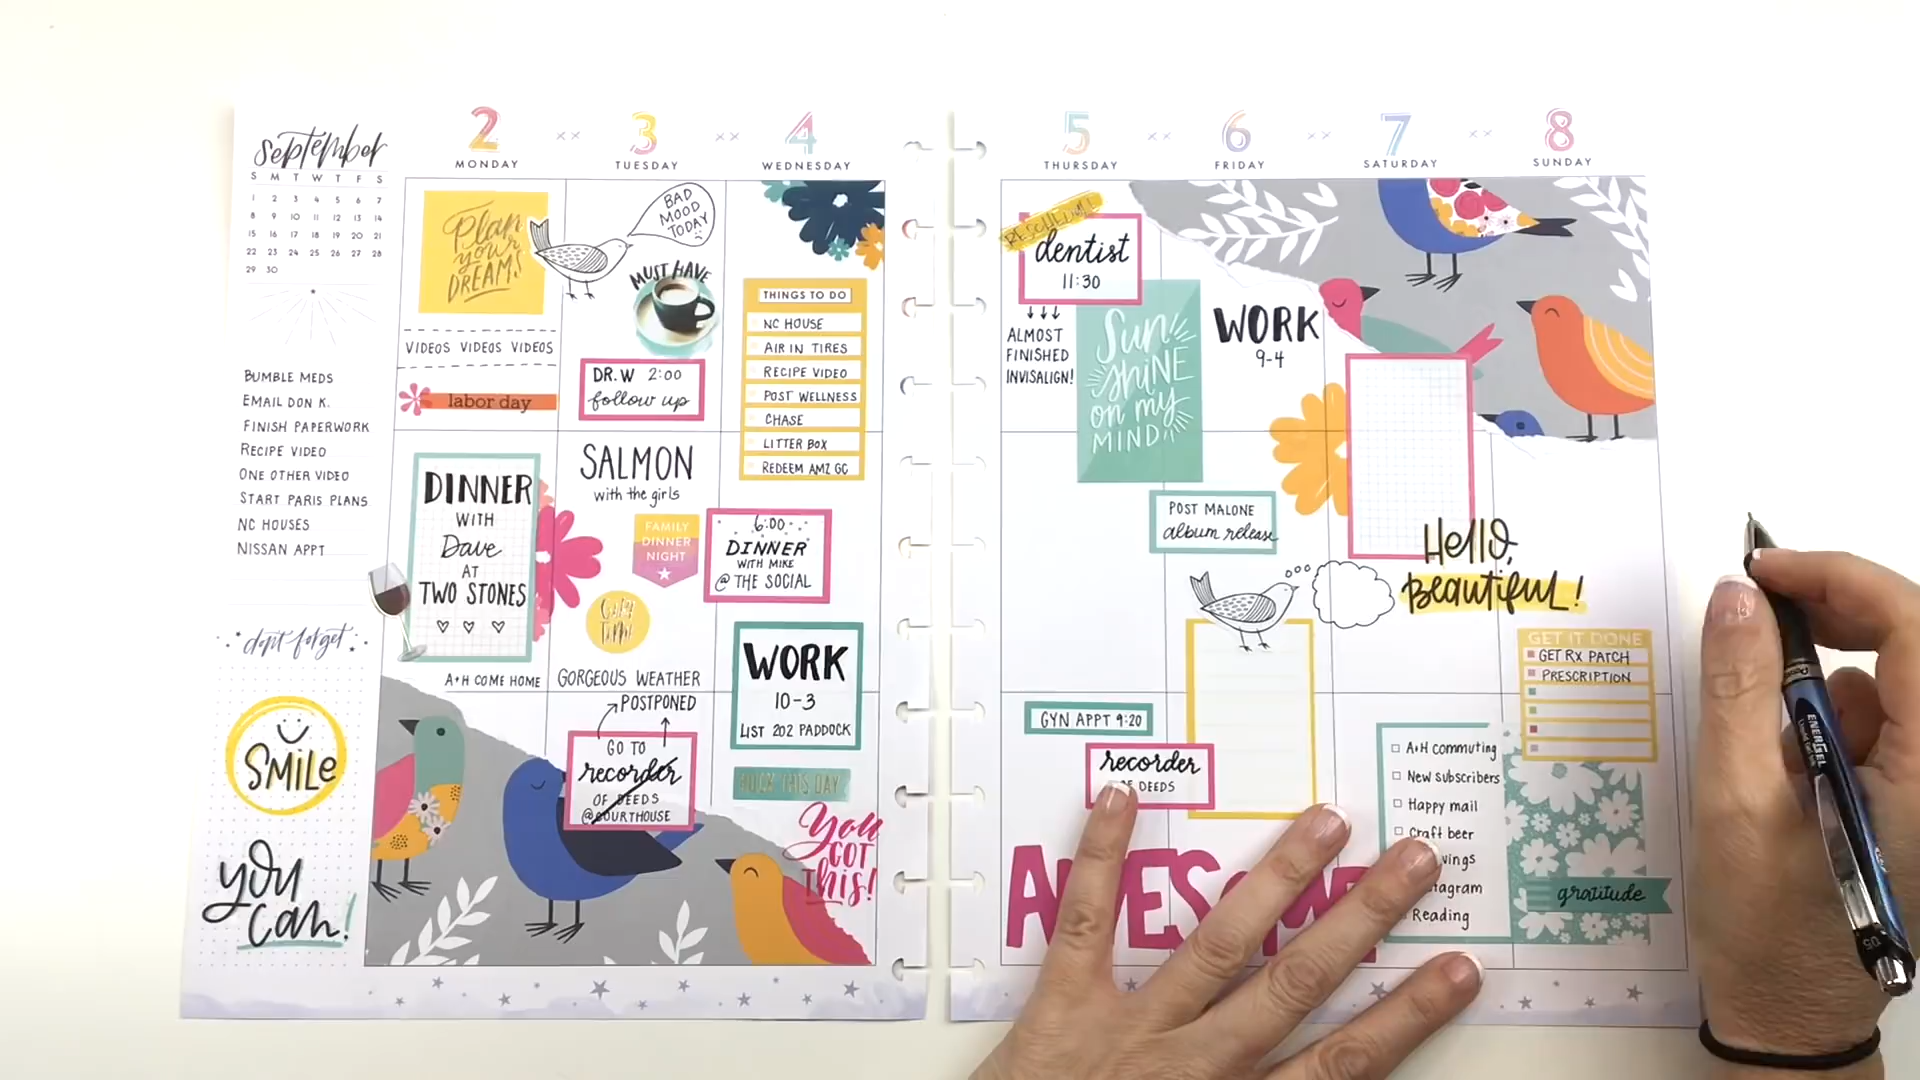 September
S M T W T F S
1 2 3 4 5 6 7
8 9 10 11 12 13 14
15 16 17 18 19 20 21
22 23 24 25 26 27 28
29 30
BUMBLE MEDS
EMAIL DON K.
FINISH PAPERWORK
RECIPE VIDEO
ONE OTHER VIDEO
START PARIS PLANS
NC HOUSES
NISSAN APPT
don't forget
SMILE
you
can!
2
MONDAY
Plan
your
DREAMS
VIDEOS VIDEOS VIDEOS
labor day
DINNER
WITH
Dave
AT
TWO STONES
A+H COME HOME
3
TUESDAY
BAD
MOOD
TODAY
MUST HAVE
DR. W 2:00
follow up
SALMON
with the girls
FAMILY
DINNER
NIGHT
GORGEOUS WEATHER
POSTPONED
GO TO
recorder
OF DEEDS
@COURTHOUSE
4
WEDNESDAY
THINGS TO DO
NC HOUSE
AIR IN TIRES
RECIPE VIDEO
POST WELLNESS
CHASE
LITTER BOX
REDEEM AMZ GC
6:00
DINNER
WITH MIKE
@ THE SOCIAL
WORK
10-3
LIST 202 PADDOCK
ROCK THIS DAY
You
GOT
this!
5
THURSDAY
dentist
11:30
ALMOST
FINISHED
INVISALIGN!
Sun
shiNE
on my
MIND
POST MALONE
album release
GYN APPT 9:20
recorder
DEEDS
AWESOME
6
FRIDAY
WORK
9-4
7
SATURDAY
Hello,
Beautiful!
A+H commuting
New subscribers
Happy mail
Craft beer
Reading
8
SUNDAY
GET IT DONE
GET RX PATCH
PRESCRIPTION
gratitude